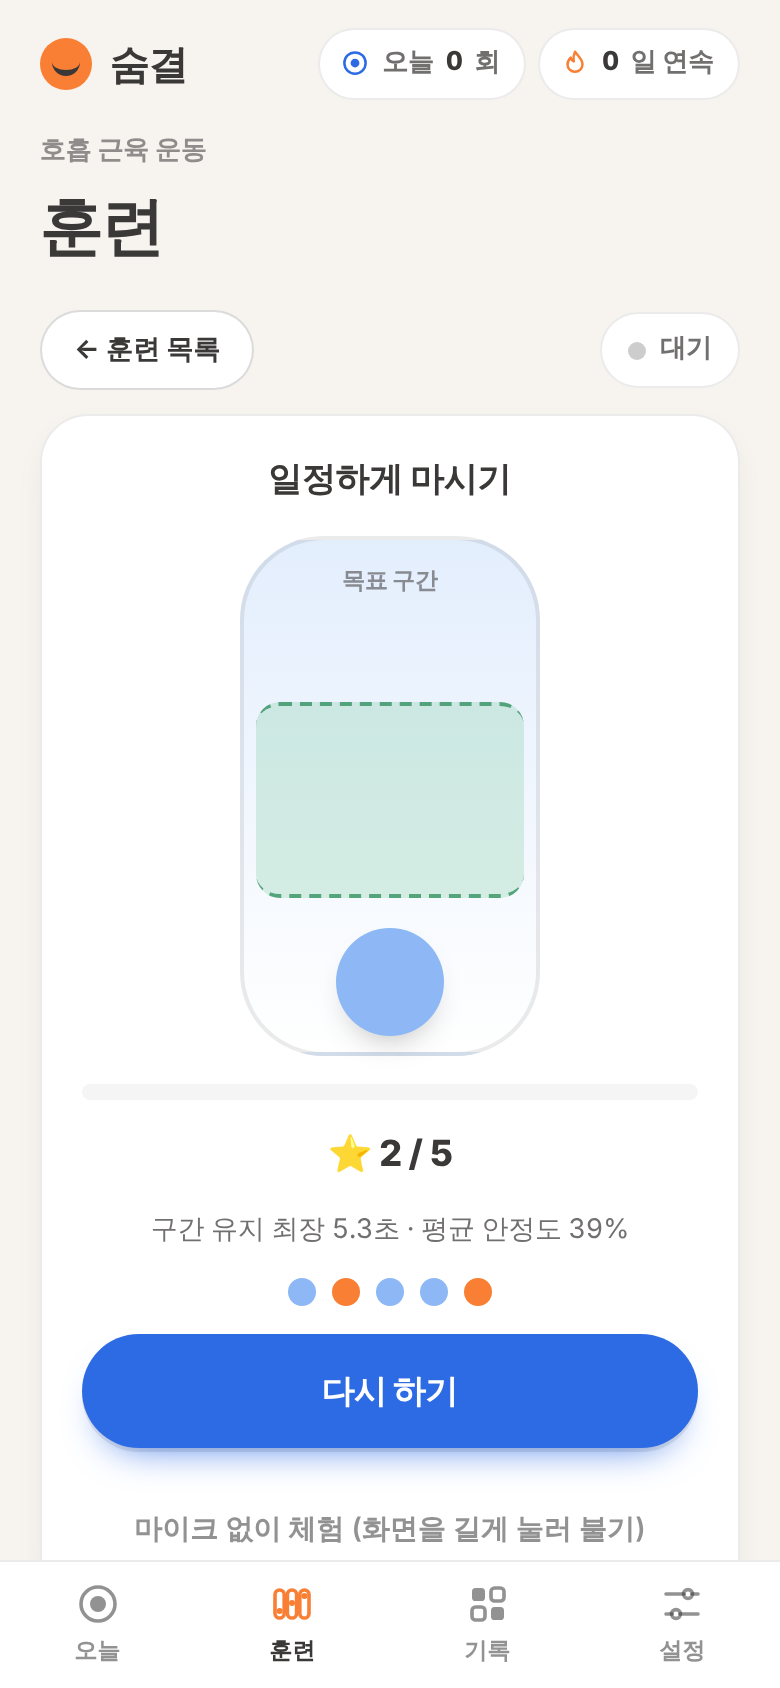 숨결
오늘 0 회
0 일 연속
호흡 근육 운동
훈련
← 훈련 목록
대기
일정하게 마시기
목표 구간
⭐ 2 / 5
구간 유지 최장 5.3초 · 평균 안정도 39%
다시 하기
마이크 없이 체험 (화면을 길게 눌러 불기)
오늘
훈련
기록
설정